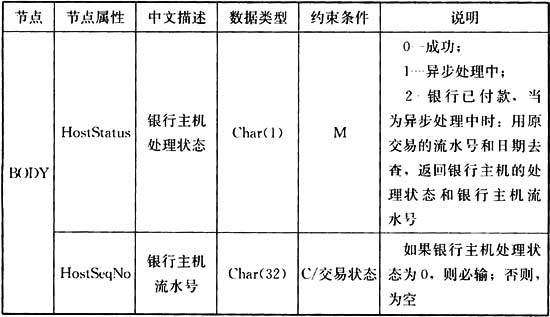 节点 节点属性 中文描述 数据类型 约束条件 说明
BODY
HostStatus
银行主机
处理状态
Char(1)
M
0—成功；
1—异步处理中；
2—银行已付款，当
为异步处理中时：用原
交易的流水号和日期去
查，返回银行主机的处
理状态和银行主机流
水号
HostSeqNo
银行主机
流水号
Char(32)
C/交易状态
如果银行主机处理状
态为0，则必输；否则，
为空